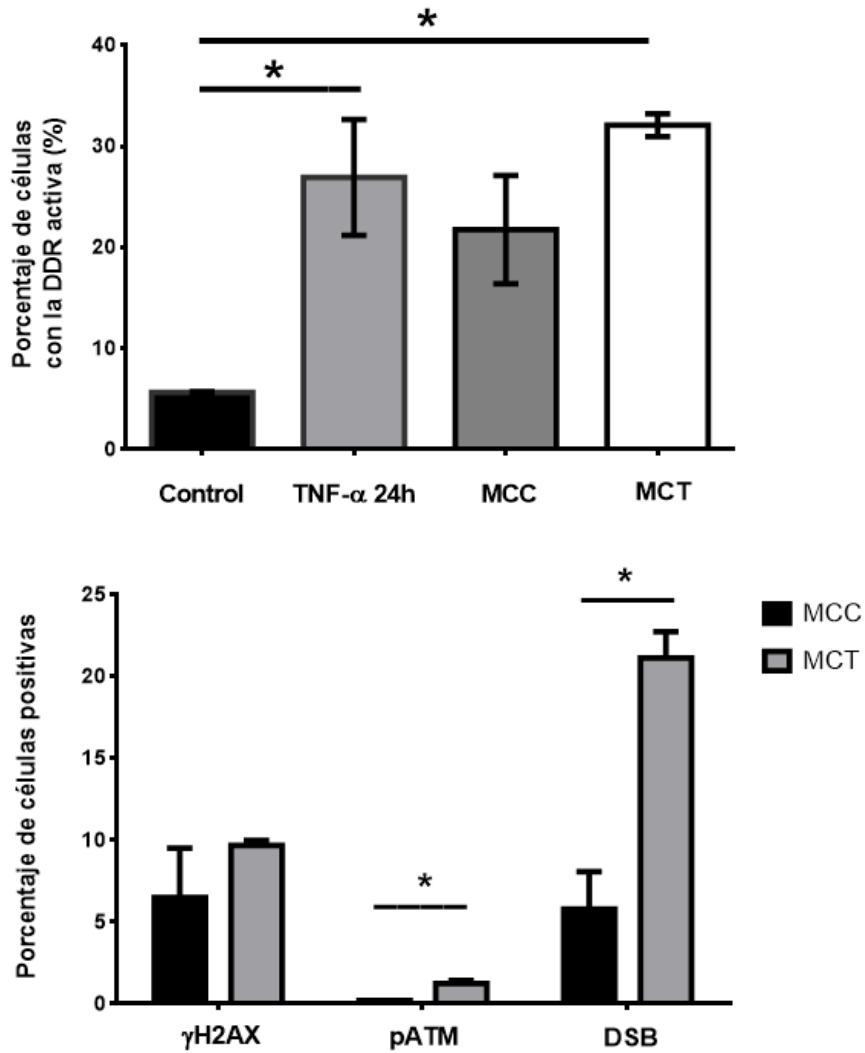 *
*
40
30
20
10
0
Porcentaje de células
con la DDR activa (%)
Control TNF-α 24h MCC MCT
25
20
15
10
5
0
Porcentaje de células positivas
*
*
MCC
MCT
γH2AX pATM DSB